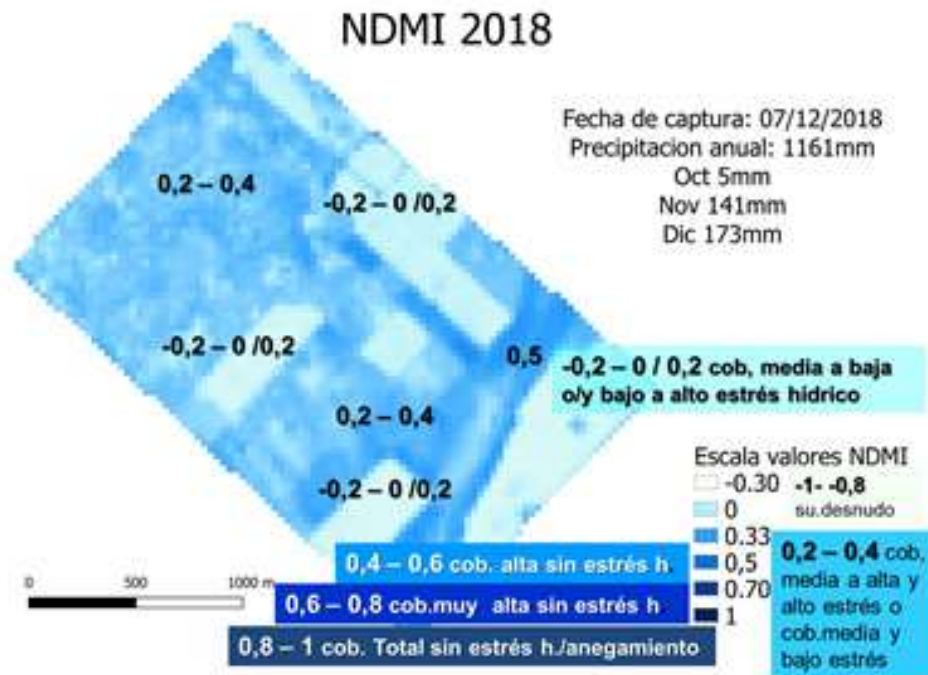 NDMI 2018
Fecha de captura: 07/12/2018
Precipitacion anual: 1161mm
Oct 5mm
Nov 141mm
Dic 173mm
0,2 – 0,4
-0,2 – 0 /0,2
-0,2 – 0 /0,2
0,5
-0,2 – 0 / 0,2 cob, media a baja
o/y bajo a alto estrés hídrico
0,2 – 0,4
-0,2 – 0 /0,2
Escala valores NDMI
-0.30
0
0.33
0,5
0.70
1
-1- -0,8
su.desnudo
0,2 – 0,4 cob,
media a alta y
alto estrés o
cob.media y
bajo estrés
0,4 – 0,6 cob. alta sin estrés h.
0,6 – 0,8 cob.muy alta sin estrés h
0,8 – 1 cob. Total sin estrés h./anegamiento
0 500 1000 m